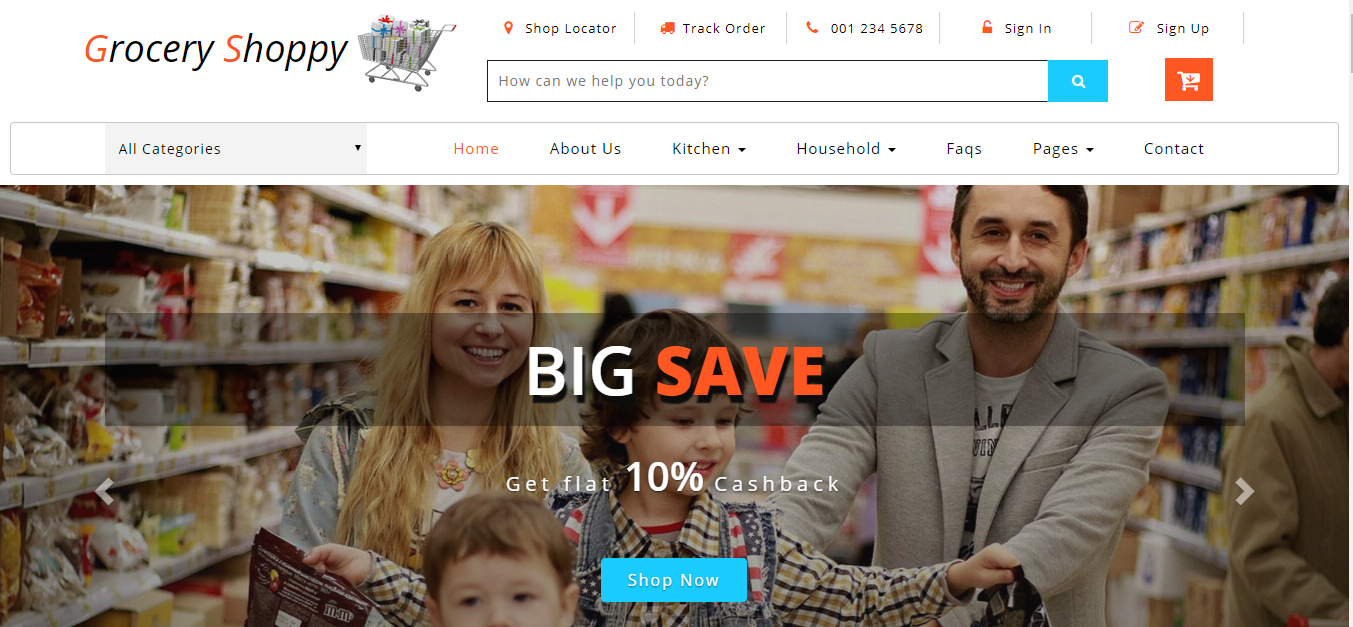 Grocery Shoppy
Shop Locator
Track Order
001 234 5678
Sign In
Sign Up
How can we help you today?
All Categories
Home
About Us
Kitchen
Household
Faqs
Pages
Contact
BIG SAVE
Get flat 10% Cashback
Shop Now
m&m